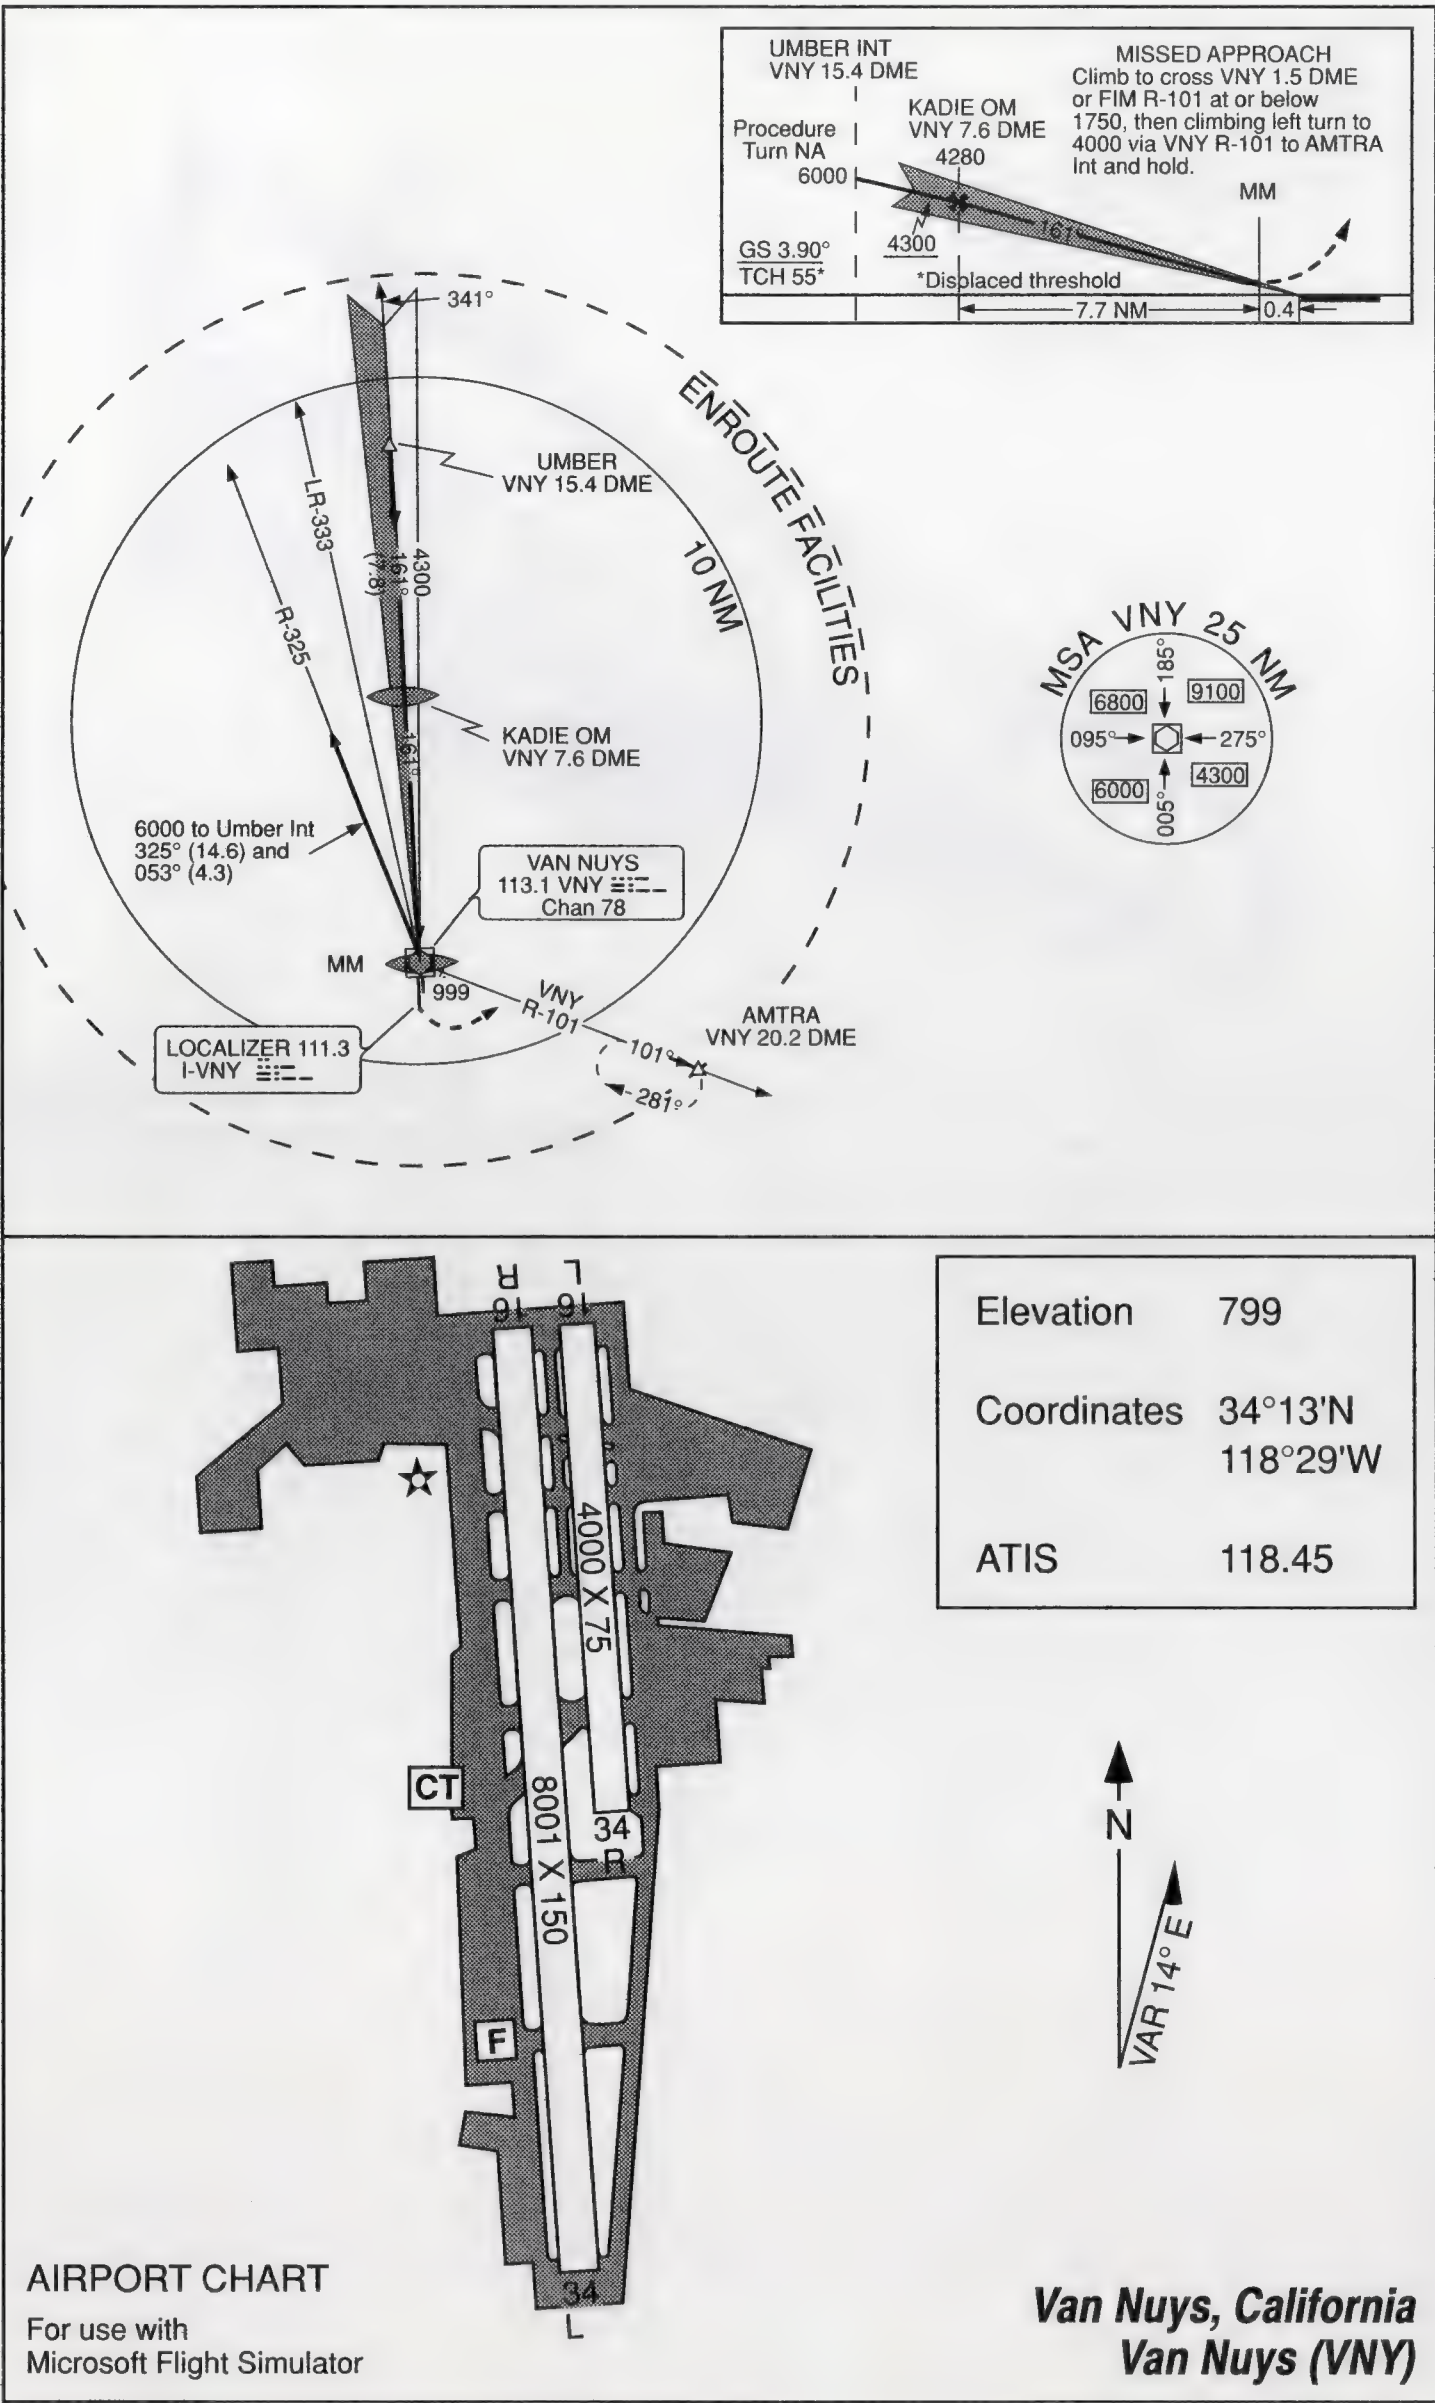 UMBER INT
VNY 15.4 DME
Procedure
Turn NA
6000
KADIE OM
VNY 7.6 DME
4280
MISSED APPROACH
Climb to cross VNY 1.5 DME
or FIM R-101 at or below
1750, then climbing left turn to
4000 via VNY R-101 to AMTRA
Int and hold.
MM
161°
4300
GS 3.90°
TCH 55*
*Displaced threshold
7.7 NM
0.4
341°
ENROUTE FACILITIES
10 NM
UMBER
VNY 15.4 DME
LR-333
R-325
4300
161°
(7.8)
KADIE OM
VNY 7.6 DME
161°
6000 to Umber Int
325° (14.6) and
053° (4.3)
VAN NUYS
113.1 VNY
Chan 78
MM
999
VNY
R-101
AMTRA
VNY 20.2 DME
101°
281°
LOCALIZER 111.3
I-VNY
MSA VNY 25 NM
185°
6800
9100
095°
275°
6000
4300
005°
16
R
16
L
4000 X 75
8001 X 150
34
R
CT
F
34
L
Elevation 799
Coordinates 34°13'N
118°29'W
ATIS 118.45
N
VAR 14° E
AIRPORT CHART
For use with
Microsoft Flight Simulator
Van Nuys, California
Van Nuys (VNY)